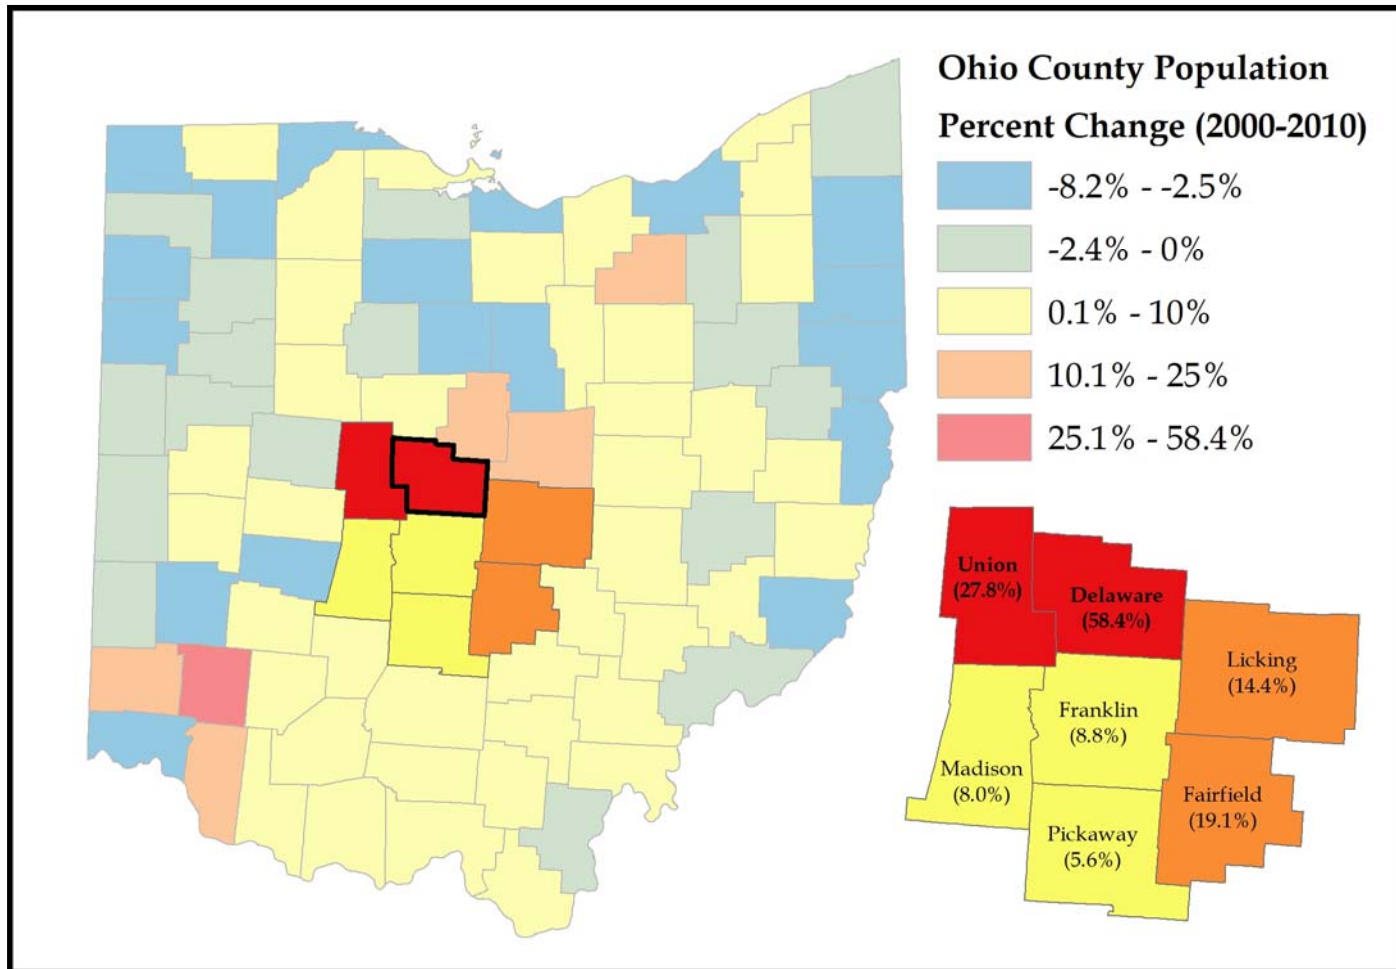 Ohio County Population
Percent Change (2000-2010)
-8.2% - -2.5%
-2.4% - 0%
0.1% - 10%
10.1% - 25%
25.1% - 58.4%
Union
(27.8%)
Delaware
(58.4%)
Licking
(14.4%)
Franklin
(8.8%)
Madison
(8.0%)
Fairfield
(19.1%)
Pickaway
(5.6%)